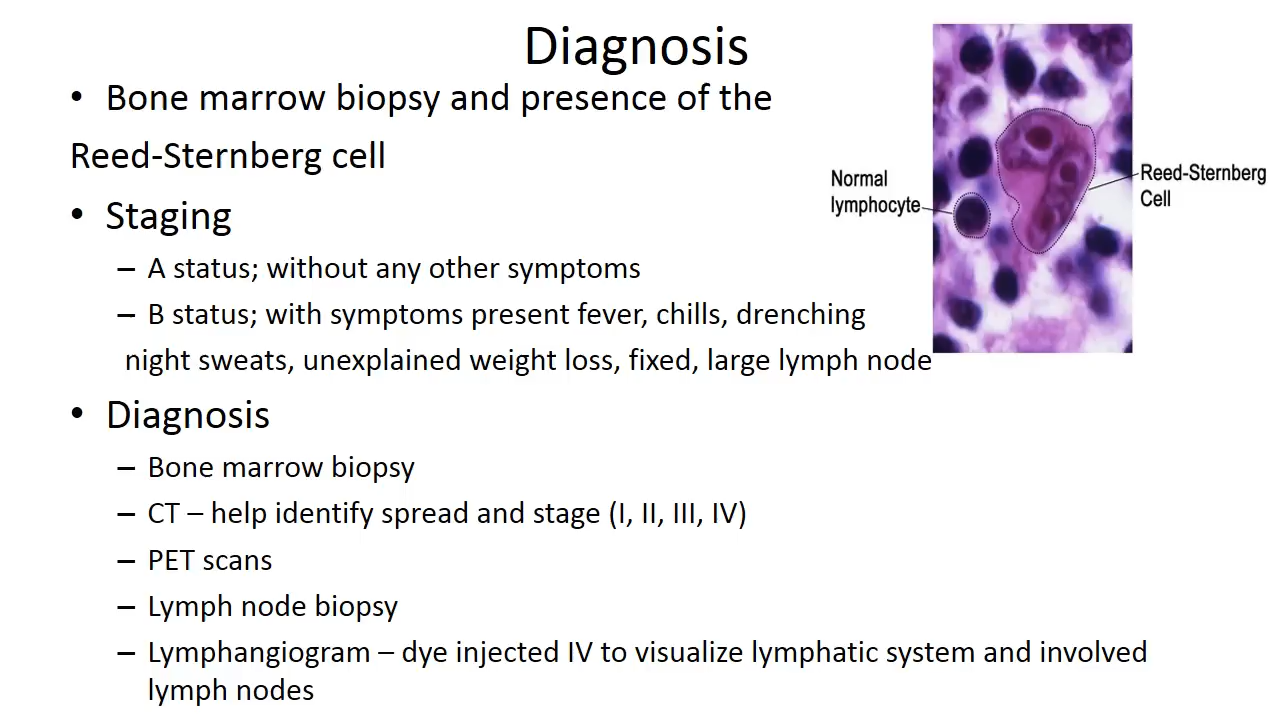 Diagnosis
• Bone marrow biopsy and presence of the
Reed-Sternberg cell
• Staging
– A status; without any other symptoms
– B status; with symptoms present fever, chills, drenching
night sweats, unexplained weight loss, fixed, large lymph node
• Diagnosis
– Bone marrow biopsy
– CT – help identify spread and stage (I, II, III, IV)
– PET scans
– Lymph node biopsy
– Lymphangiogram – dye injected IV to visualize lymphatic system and involved
lymph nodes
Normal
lymphocyte
Reed-Sternberg
Cell